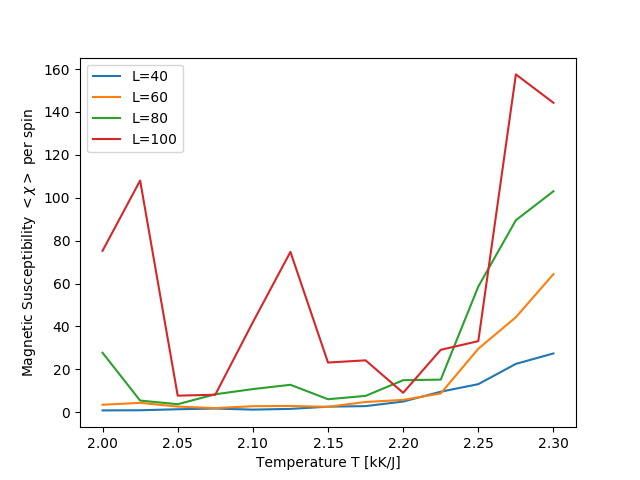 160
140
120
100
80
60
40
20
0
Magnetic Susceptibility < χ > per spin
L=40
L=60
L=80
L=100
2.00 2.05 2.10 2.15 2.20 2.25 2.30
Temperature T [kK/J]